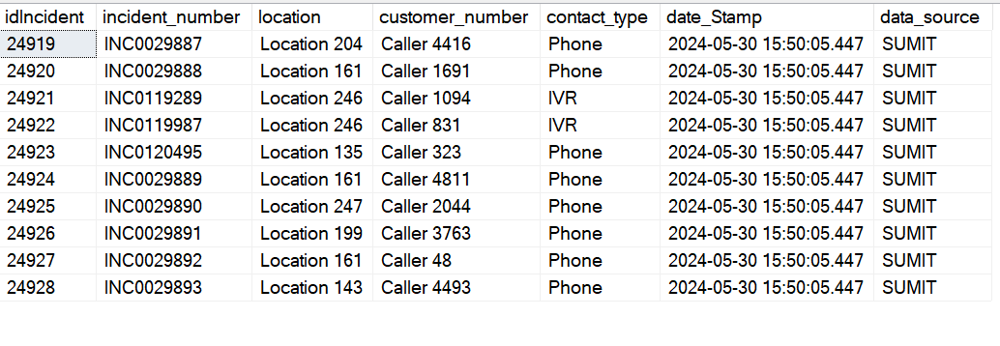 idIncident incident_number location customer_number contact_type date_Stamp data_source
24919 INC0029887 Location 204 Caller 4416 Phone 2024-05-30 15:50:05.447 SUMIT
24920 INC0029888 Location 161 Caller 1691 Phone 2024-05-30 15:50:05.447 SUMIT
24921 INC0119289 Location 246 Caller 1094 IVR 2024-05-30 15:50:05.447 SUMIT
24922 INC0119987 Location 246 Caller 831 IVR 2024-05-30 15:50:05.447 SUMIT
24923 INC0120495 Location 135 Caller 323 Phone 2024-05-30 15:50:05.447 SUMIT
24924 INC0029889 Location 161 Caller 4811 Phone 2024-05-30 15:50:05.447 SUMIT
24925 INC0029890 Location 247 Caller 2044 Phone 2024-05-30 15:50:05.447 SUMIT
24926 INC0029891 Location 199 Caller 3763 Phone 2024-05-30 15:50:05.447 SUMIT
24927 INC0029892 Location 161 Caller 48 Phone 2024-05-30 15:50:05.447 SUMIT
24928 INC0029893 Location 143 Caller 4493 Phone 2024-05-30 15:50:05.447 SUMIT